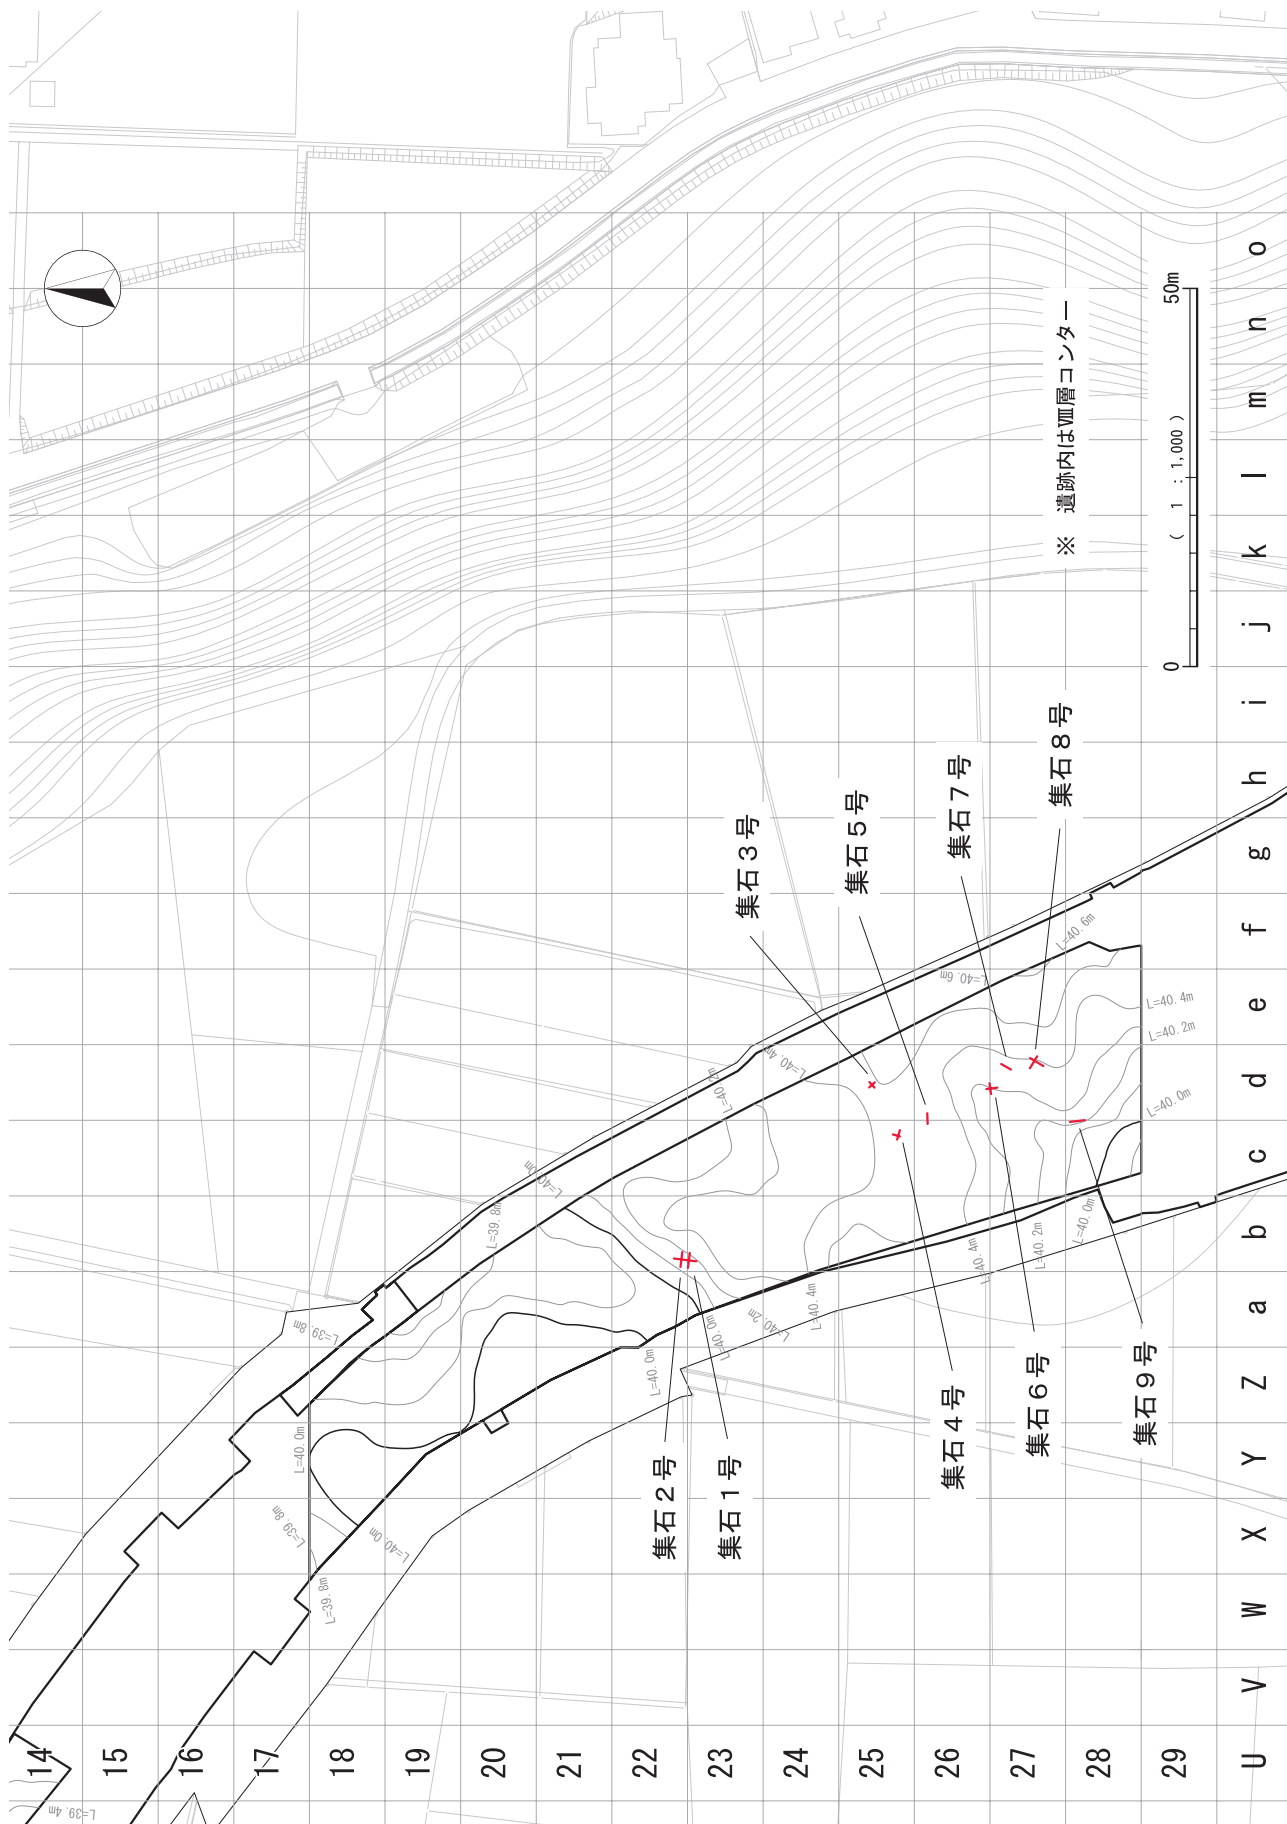 ※ 遺跡内はⅧ層コンター
0
50m
( 1 : 1,000 )
集石3号
集石5号
集石7号
集石8号
集石2号
集石1号
集石4号
集石6号
集石9号
L=39.8m
L=40.0m
L=39.8m
L=40.0m
L=39.8m
L=39.4m
L=39.8m
L=40.0m
L=40.2m
L=40.4m
L=40.6m
L=40.6m
L=40.4m
L=40.2m
L=40.0m
L=40.0m
L=40.0m
L=40.2m
L=40.4m
L=40.4m
L=40.2m
L=40.0m
14
15
16
17
18
19
20
21
22
23
24
25
26
27
28
29
U
V
W
X
Y
Z
a
b
c
d
e
f
g
h
i
j
k
l
m
n
o